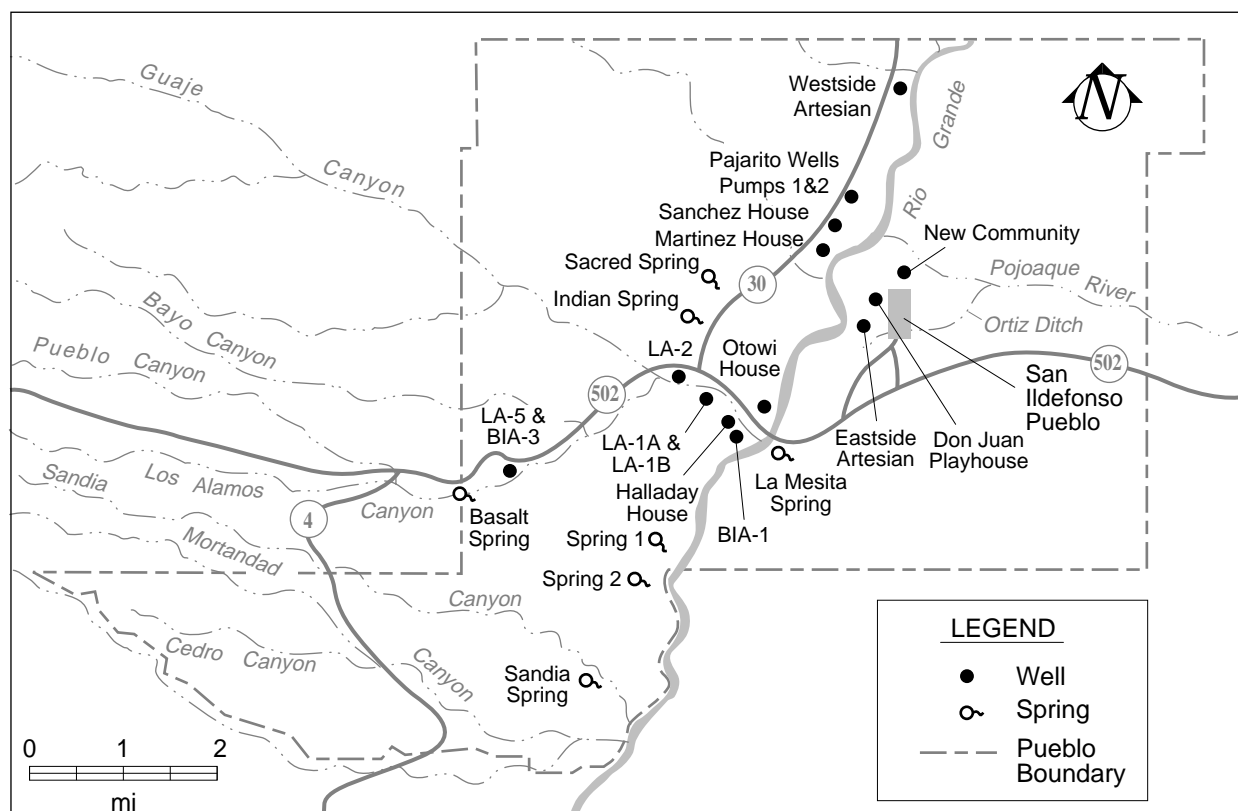 Guaje
Canyon
Westside
Artesian
N
Grande
Rio
Pajarito Wells
Pumps 1&2
Sanchez House
Martinez House
New Community
Sacred Spring
30
Pojoaque
River
Indian Spring
Ortiz Ditch
Bayo Canyon
Pueblo Canyon
LA-2
Otowi
House
502
502
San
Ildefonso
Pueblo
LA-5 &
BIA-3
LA-1A &
LA-1B
Eastside
Artesian
Don Juan
Playhouse
Sandia
Los Alamos
Canyon
Halladay
House
La Mesita
Spring
4
Basalt
Spring
BIA-1
Spring 1
Mortandad
Spring 2
Canyon
Cedro Canyon
Canyon
Sandia
Spring
LEGEND
Well
Spring
Pueblo
Boundary
0 1 2
mi